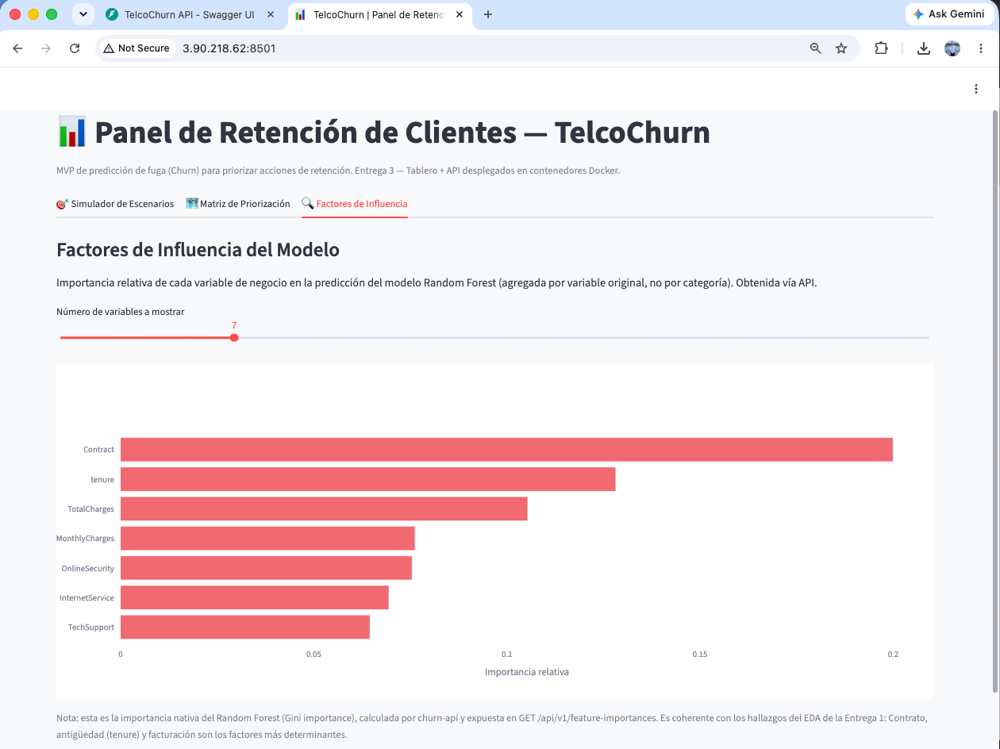 TelcoChurn API - Swagger UI
TelcoChurn | Panel de Retenc
Ask Gemini
Not Secure
3.90.218.62:8501
Panel de Retención de Clientes — TelcoChurn
MVP de predicción de fuga (Churn) para priorizar acciones de retención. Entrega 3 — Tablero + API desplegados en contenedores Docker.
Simulador de Escenarios
Matriz de Priorización
Factores de Influencia
Factores de Influencia del Modelo
Importancia relativa de cada variable de negocio en la predicción del modelo Random Forest (agregada por variable original, no por categoría). Obtenida vía API.
Número de variables a mostrar
7
Contract
tenure
TotalCharges
MonthlyCharges
OnlineSecurity
InternetService
TechSupport
0 0.05 0.1 0.15 0.2
Importancia relativa
Nota: esta es la importancia nativa del Random Forest (Gini importance), calculada por churn-api y expuesta en GET /api/v1/feature-importances. Es coherente con los hallazgos del EDA de la Entrega 1: Contrato,
antigüedad (tenure) y facturación son los factores más determinantes.